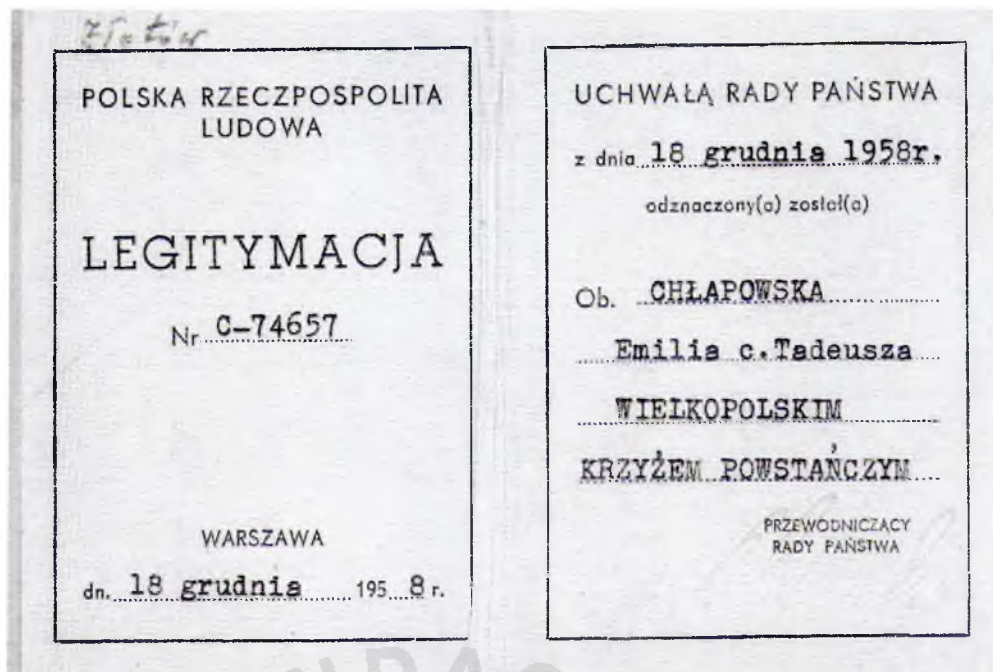 Złotów
POLSKA RZECZPOSPOLITA
LUDOWA
LEGITYMACJA
Nr C-74657
WARSZAWA
dn. 18 grudnia 1958 r.
UCHWAŁĄ RADY PAŃSTWA
z dnia 18 grudnia 1958r.
odznaczony(a) został(a)
Ob. CHŁAPOWSKA
Emilia c.Tadeusza
WIELKOPOLSKIM
KRZYŻEM POWSTAŃCZYM
PRZEWODNICZĄCY
RADY PAŃSTWA